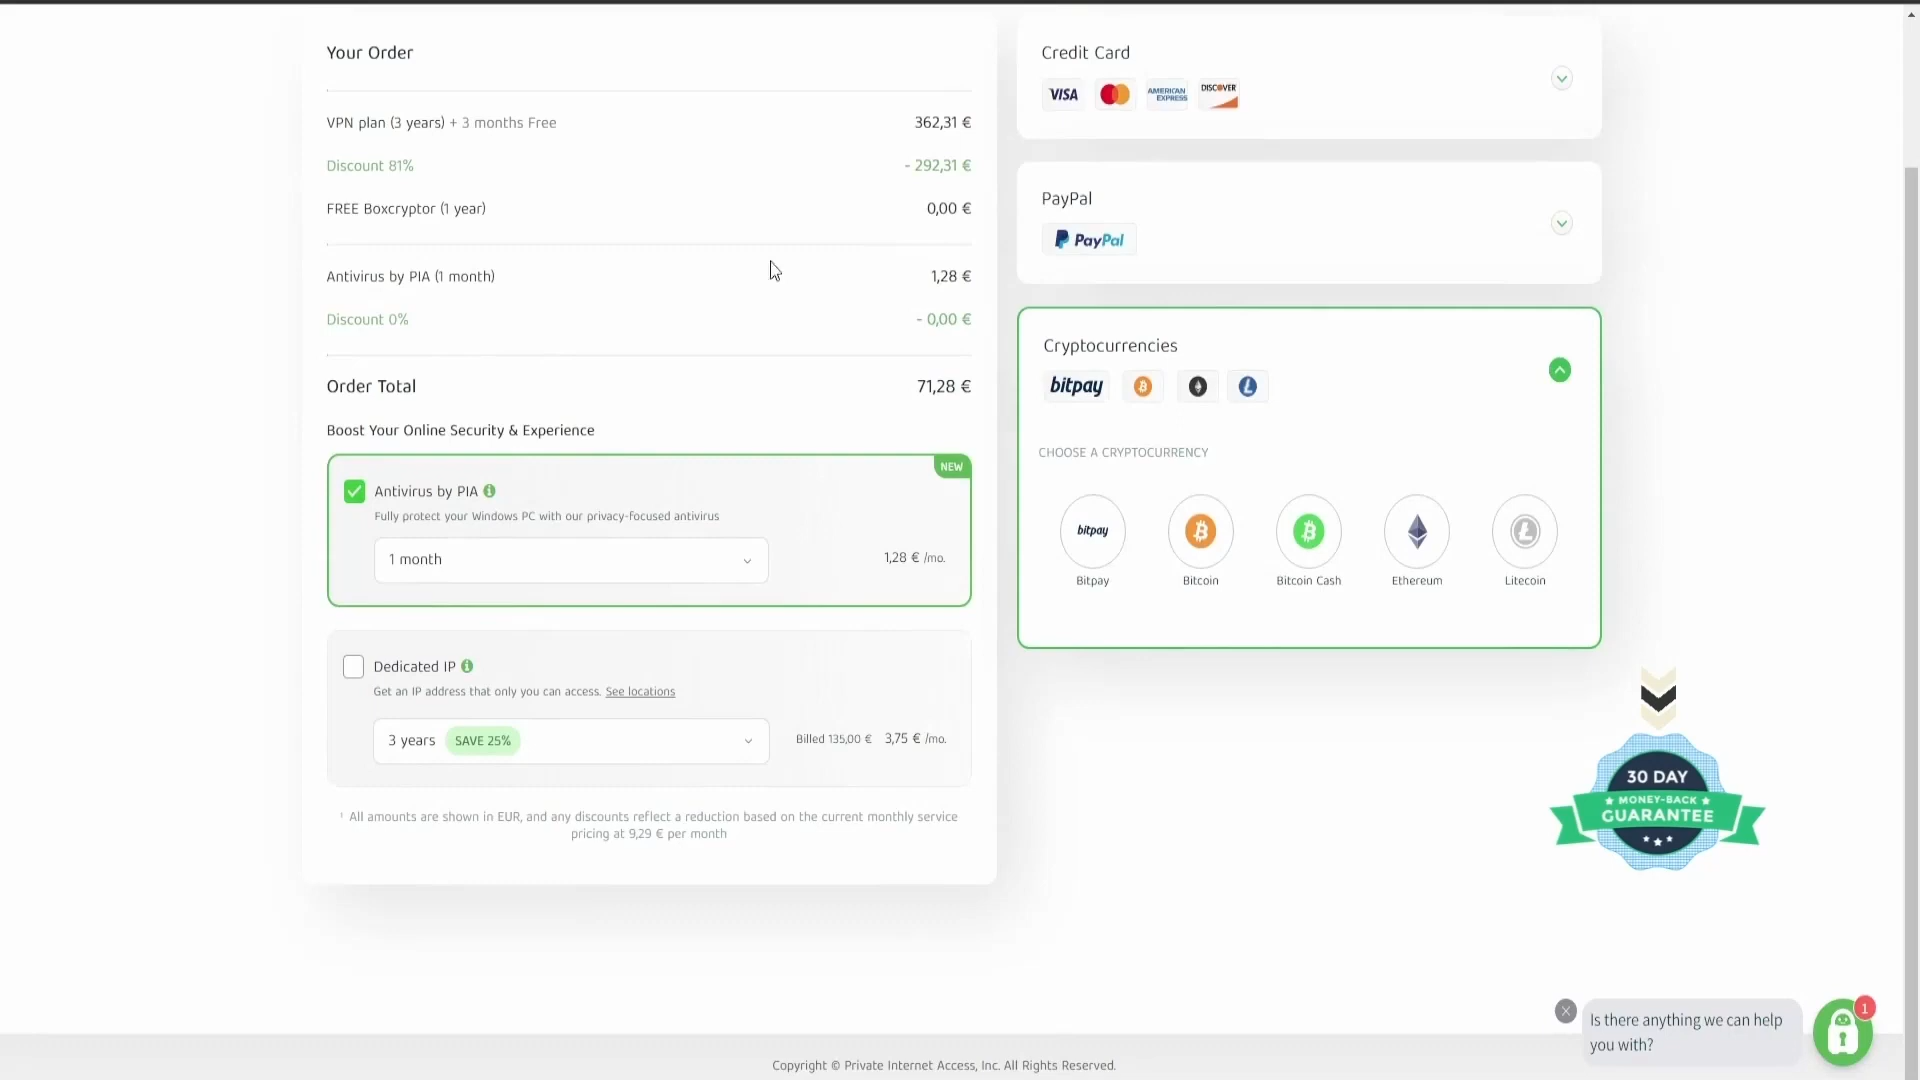 Your Order
VPN plan (3 years) + 3 months Free
362,31 €
Discount 81%
- 292,31 €
FREE Boxcryptor (1 year)
0,00 €
Antivirus by PIA (1 month)
1,28 €
Discount 0%
- 0,00 €
Order Total
71,28 €
Boost Your Online Security & Experience
NEW
Antivirus by PIA
Fully protect your Windows PC with our privacy-focused antivirus
1 month
1,28 € /mo.
Dedicated IP
Get an IP address that only you can access. See locations
3 years SAVE 25%
Billed 135,00 € 3,75 € /mo.
¹ All amounts are shown in EUR, and any discounts reflect a reduction based on the current monthly service
pricing at 9,29 € per month
Credit Card
VISA
AMERICAN
EXPRESS
DISCOVER
PayPal
PayPal
Cryptocurrencies
bitpay
CHOOSE A CRYPTOCURRENCY
bitpay
Bitpay
Bitcoin
Bitcoin Cash
Ethereum
Litecoin
30 DAY
MONEY-BACK
GUARANTEE
Is there anything we can help
you with?
1
Copyright © Private Internet Access, Inc. All Rights Reserved.